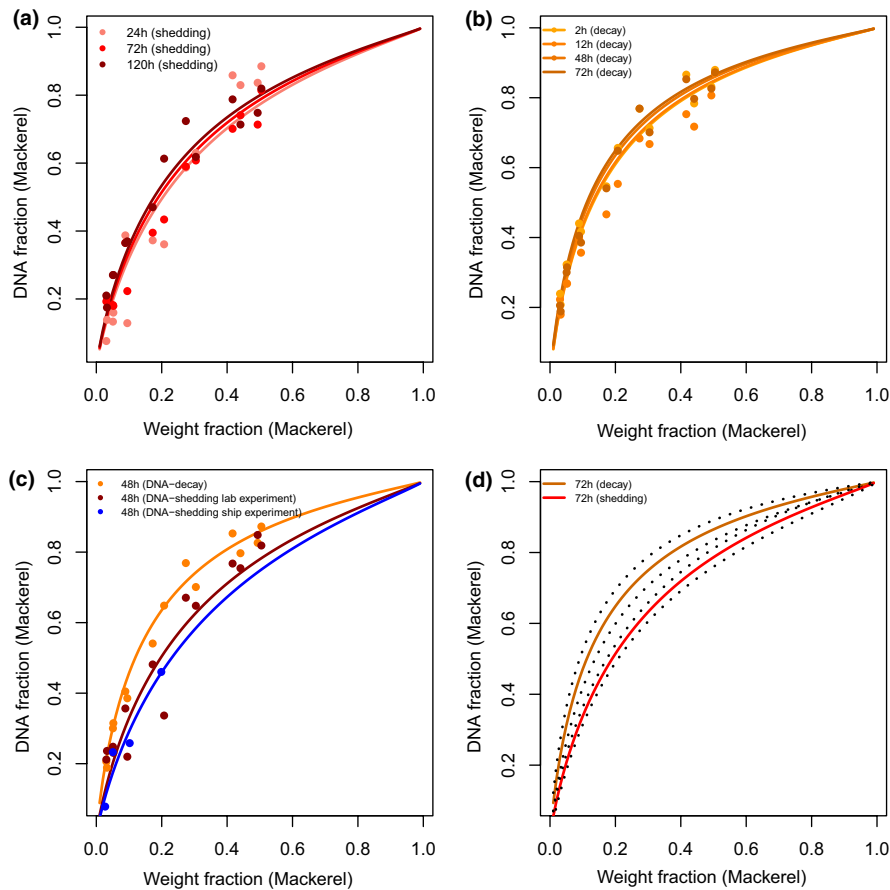 (a)
24h (shedding)
72h (shedding)
120h (shedding)
DNA fraction (Mackerel)
1.0
0.8
0.6
0.4
0.2
0.0 0.2 0.4 0.6 0.8 1.0
Weight fraction (Mackerel)
(b)
2h (decay)
12h (decay)
48h (decay)
72h (decay)
DNA fraction (Mackerel)
1.0
0.8
0.6
0.4
0.2
0.0 0.2 0.4 0.6 0.8 1.0
Weight fraction (Mackerel)
(c)
48h (DNA−decay)
48h (DNA−shedding lab experiment)
48h (DNA−shedding ship experiment)
DNA fraction (Mackerel)
1.0
0.8
0.6
0.4
0.2
0.0 0.2 0.4 0.6 0.8 1.0
Weight fraction (Mackerel)
(d)
72h (decay)
72h (shedding)
DNA fraction (Mackerel)
1.0
0.8
0.6
0.4
0.2
0.0 0.2 0.4 0.6 0.8 1.0
Weight fraction (Mackerel)